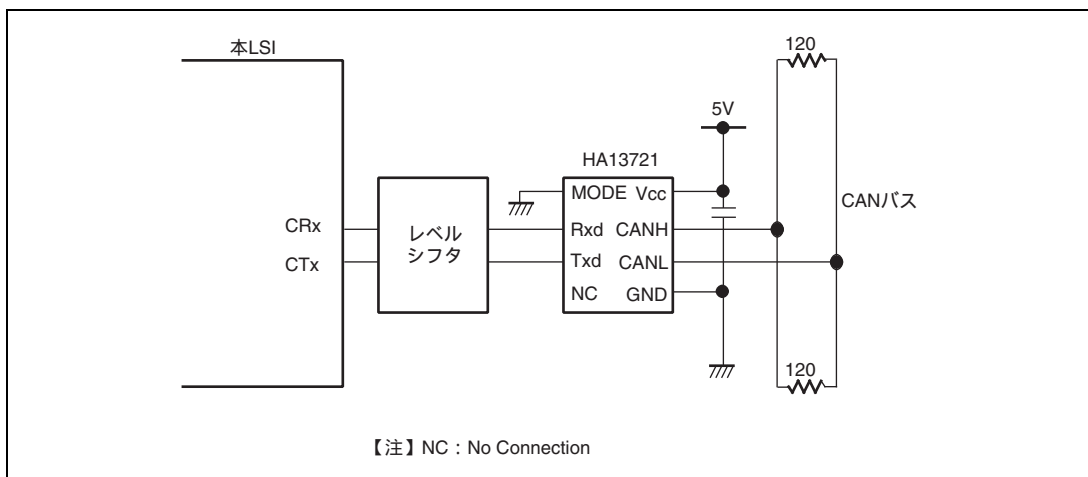 本LSI
120
5V
HA13721
MODE Vcc
CANバス
CRx
レベル
シフタ
Rxd CANH
CTx
Txd CANL
NC GND
120
【注】NC：No Connection